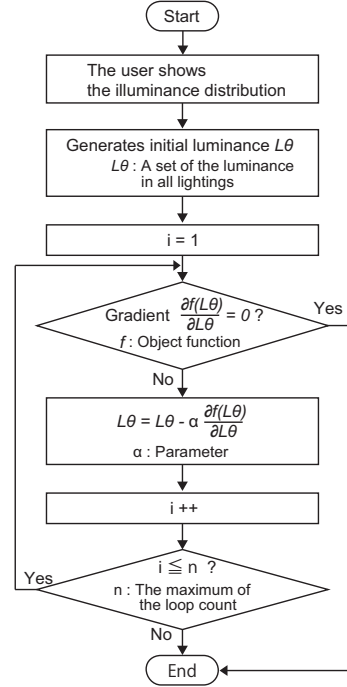 Start
The user shows
the illuminance distribution
Generates initial luminance Lθ
Lθ : A set of the luminance
in all lightings
i = 1
Gradient ∂f(Lθ)/∂Lθ = 0 ?
f : Object function
Yes
No
Lθ = Lθ - α ∂f(Lθ)/∂Lθ
α : Parameter
i ++
i ≦ n ?
n : The maximum of
the loop count
Yes
No
End